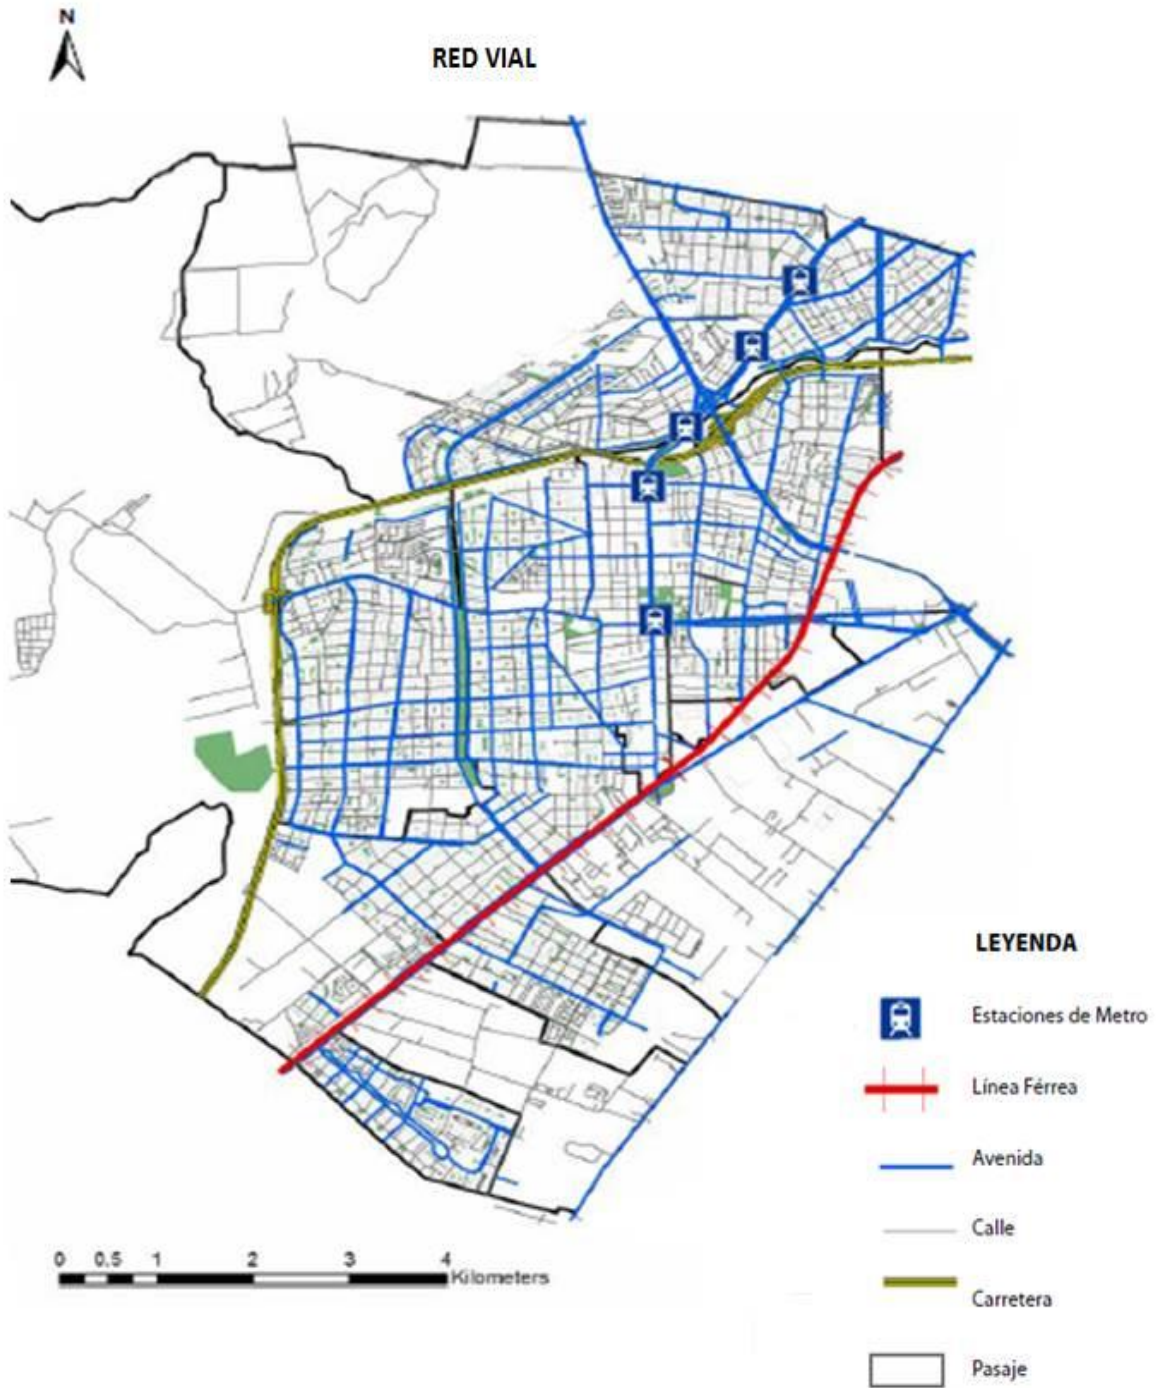 N
RED VIAL
LEYENDA
Estaciones de Metro
Línea Férrea
Avenida
Calle
Carretera
Pasaje
0 0.5 1 2 3 4
Kilometers